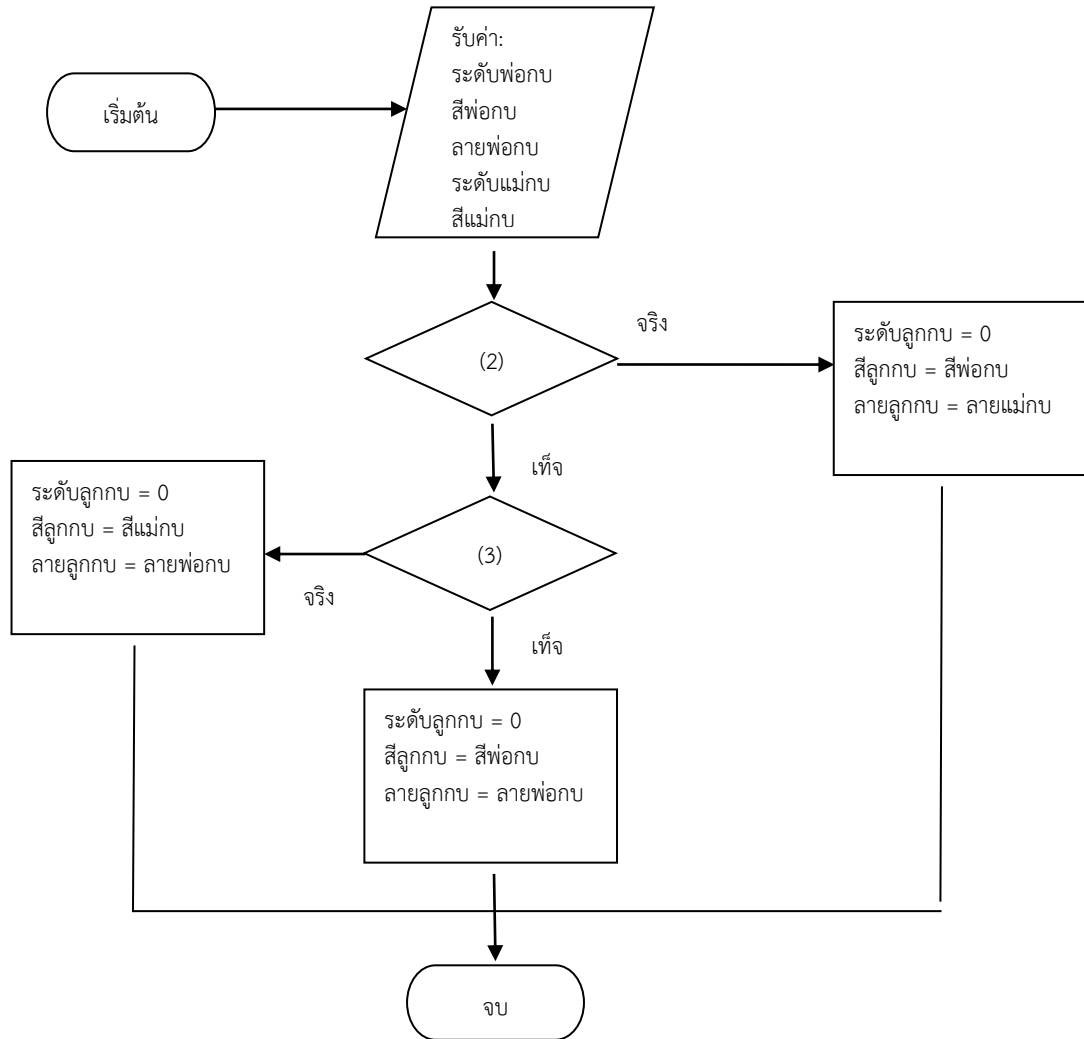 รับค่า:
ระดับพ่อกบ
สีพ่อกบ
ลายพ่อกบ
ระดับแม่กบ
สีแม่กบ
เริ่มต้น
(2)
จริง
ระดับลูกกบ = 0
สีลูกกบ = สีพ่อกบ
ลายลูกกบ = ลายแม่กบ
เท็จ
ระดับลูกกบ = 0
สีลูกกบ = สีแม่กบ
ลายลูกกบ = ลายพ่อกบ
(3)
จริง
เท็จ
ระดับลูกกบ = 0
สีลูกกบ = สีพ่อกบ
ลายลูกกบ = ลายพ่อกบ
จบ